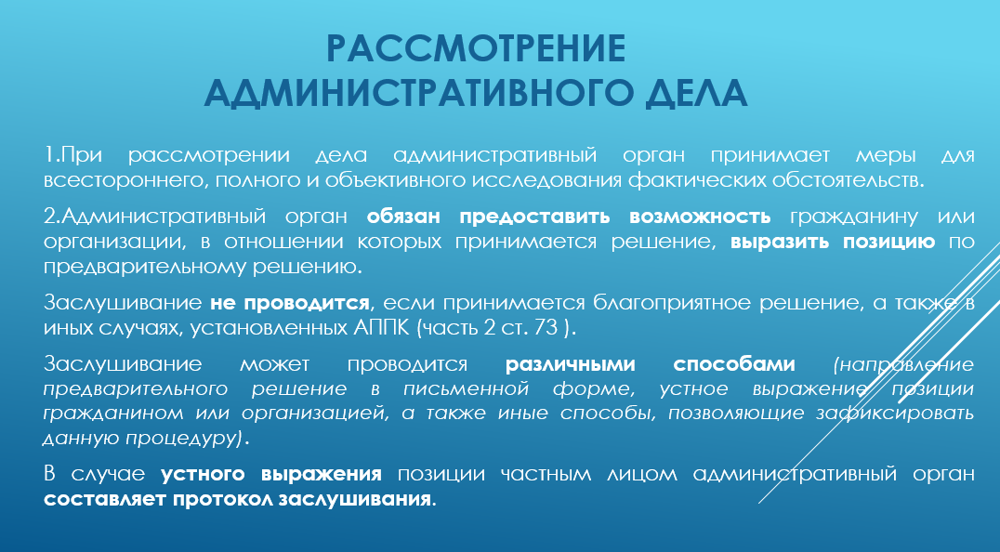 РАССМОТРЕНИЕ
АДМИНИСТРАТИВНОГО ДЕЛА
1.При рассмотрении дела административный орган принимает меры для
всестороннего, полного и объективного исследования фактических обстоятельств.
2.Административный орган обязан предоставить возможность гражданину или
организации, в отношении которых принимается решение, выразить позицию по
предварительному решению.
Заслушивание не проводится, если принимается благоприятное решение, а также в
иных случаях, установленных АППК (часть 2 ст. 73 ).
Заслушивание может проводится различными способами (направление
предварительного решение в письменной форме, устное выражение позиции
гражданином или организацией, а также иные способы, позволяющие зафиксировать
данную процедуру).
В случае устного выражения позиции частным лицом административный орган
составляет протокол заслушивания.